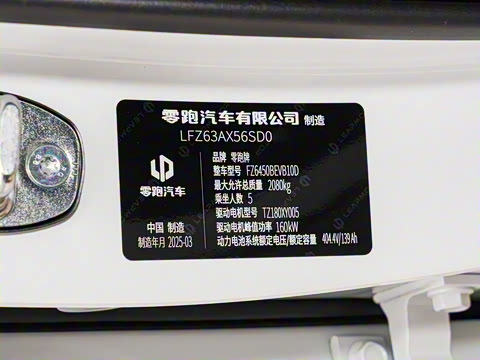 零跑汽车有限公司 制造
LFZ63AX56SD0
品牌 零跑牌
整车型号 FZ6450BEVB10D
最大允许总质量 2080kg
乘坐人数 5
驱动电机型号 TZ180XY005
驱动电机峰值功率 160kW
动力电池系统额定电压/额定容量 404.4V/139Ah
零跑汽车
中国 制造
制造年月 2025-03